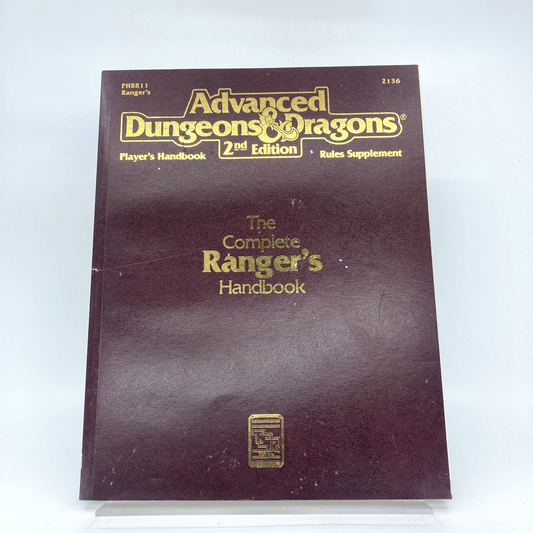 PHBR11
Ranger's
2136
Advanced
Dungeons & Dragons®
2nd Edition
Player's Handbook
Rules Supplement
The
Complete
Ranger's
Handbook